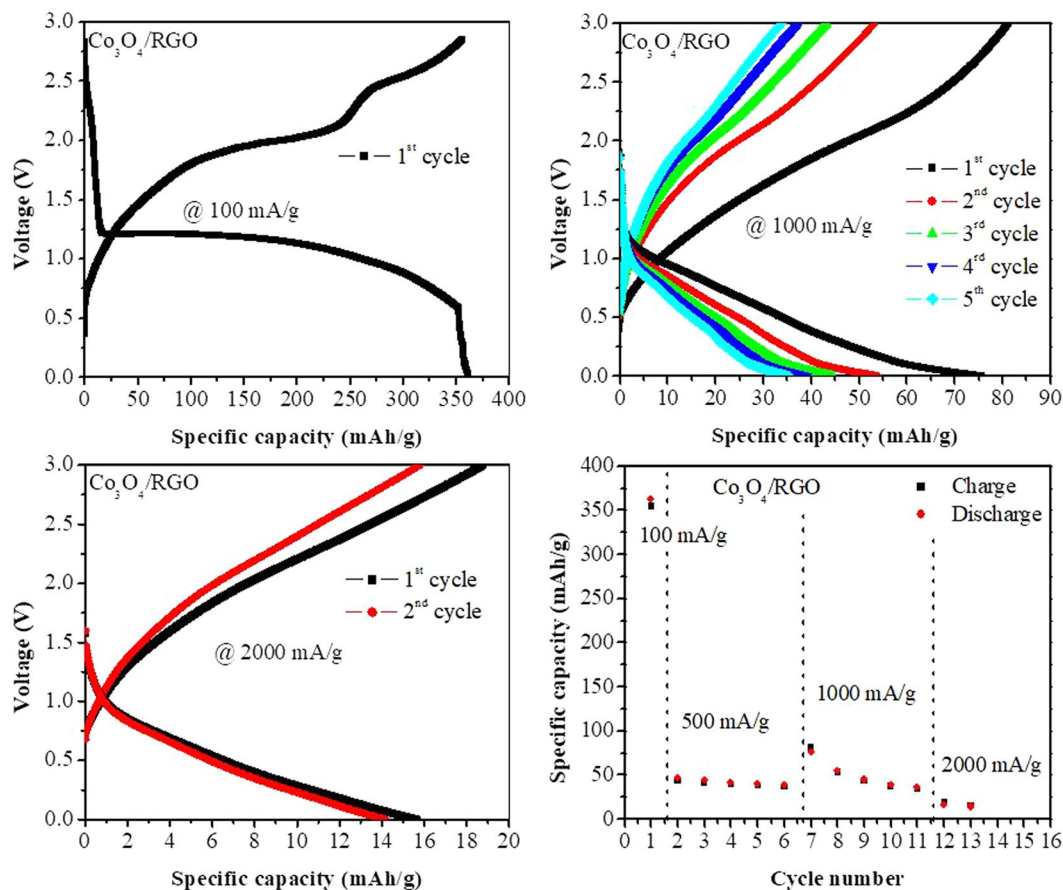 Co₃O₄/RGO
3.0
2.5
2.0
1.5
1.0
0.5
0.0
Voltage (V)
1ˢᵗ cycle
@ 100 mA/g
0 50 100 150 200 250 300 350 400
Specific capacity (mAh/g)
Co₃O₄/RGO
3.0
2.5
2.0
1.5
1.0
0.5
0.0
Voltage (V)
1ˢᵗ cycle
2ⁿᵈ cycle
3ʳᵈ cycle
4ʳᵈ cycle
5ᵗʰ cycle
@ 1000 mA/g
0 10 20 30 40 50 60 70 80 90
Specific capacity (mAh/g)
Co₃O₄/RGO
3.0
2.5
2.0
1.5
1.0
0.5
0.0
Voltage (V)
1ˢᵗ cycle
2ⁿᵈ cycle
@ 2000 mA/g
0 2 4 6 8 10 12 14 16 18 20
Specific capacity (mAh/g)
400
350
300
250
200
150
100
50
0
Specific capacity (mAh/g)
Co₃O₄/RGO
Charge
Discharge
100 mA/g
500 mA/g
1000 mA/g
2000 mA/g
0 1 2 3 4 5 6 7 8 9 10 11 12 13 14 15 16
Cycle number